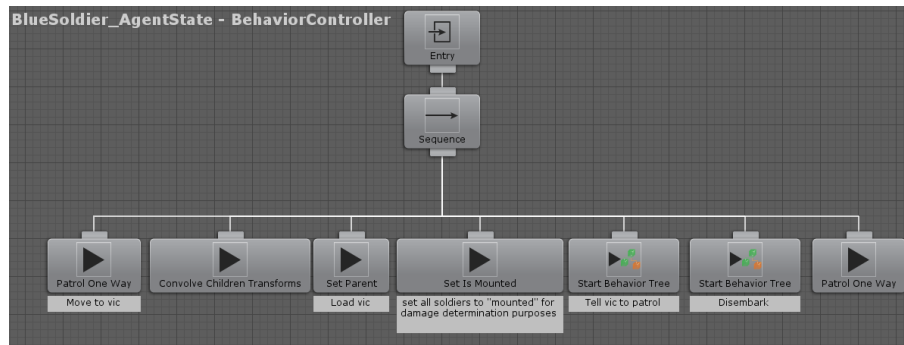 BlueSoldier_AgentState - BehaviorController
Entry
Sequence
Patrol One Way
Convolve Children Transforms
Set Parent
Set Is Mounted
Start Behavior Tree
Start Behavior Tree
Patrol One Way
Move to vic
Load vic
set all soldiers to "mounted" for
damage determination purposes
Tell vic to patrol
Disembark